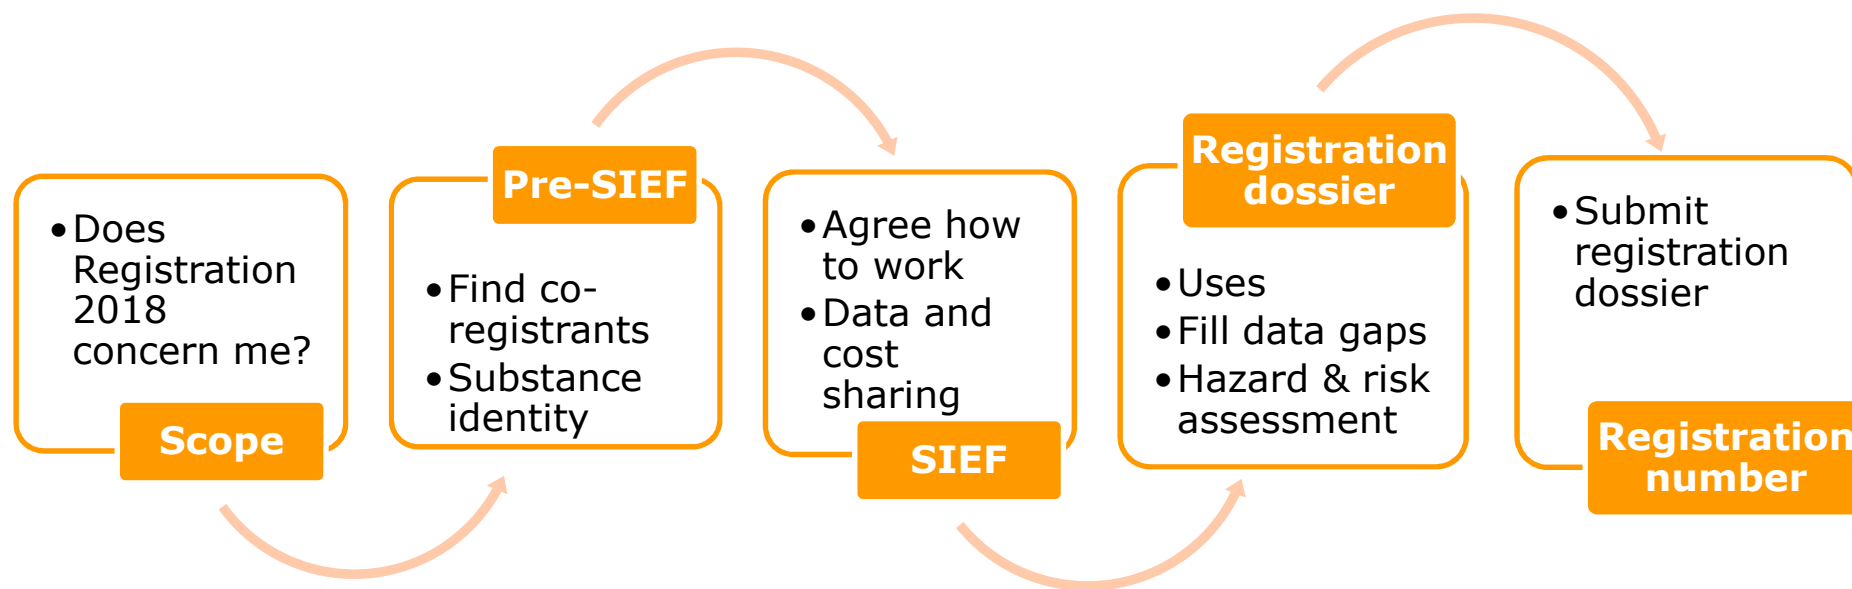 •Does
Registration
2018
concern me?
Scope
Pre-SIEF
•Find co-
registrants
•Substance
identity
•Agree how
to work
•Data and
cost
sharing
SIEF
Registration
dossier
•Uses
•Fill data gaps
•Hazard & risk
assessment
•Submit
registration
dossier
Registration
number